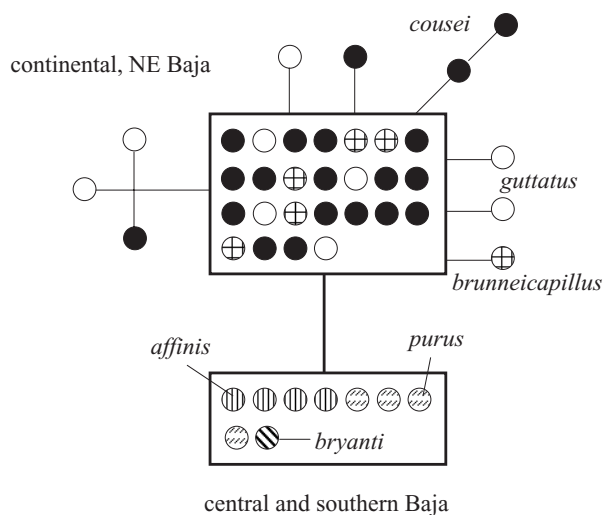 cousei
continental, NE Baja
guttatus
brunneicapillus
affinis
purus
bryanti
central and southern Baja